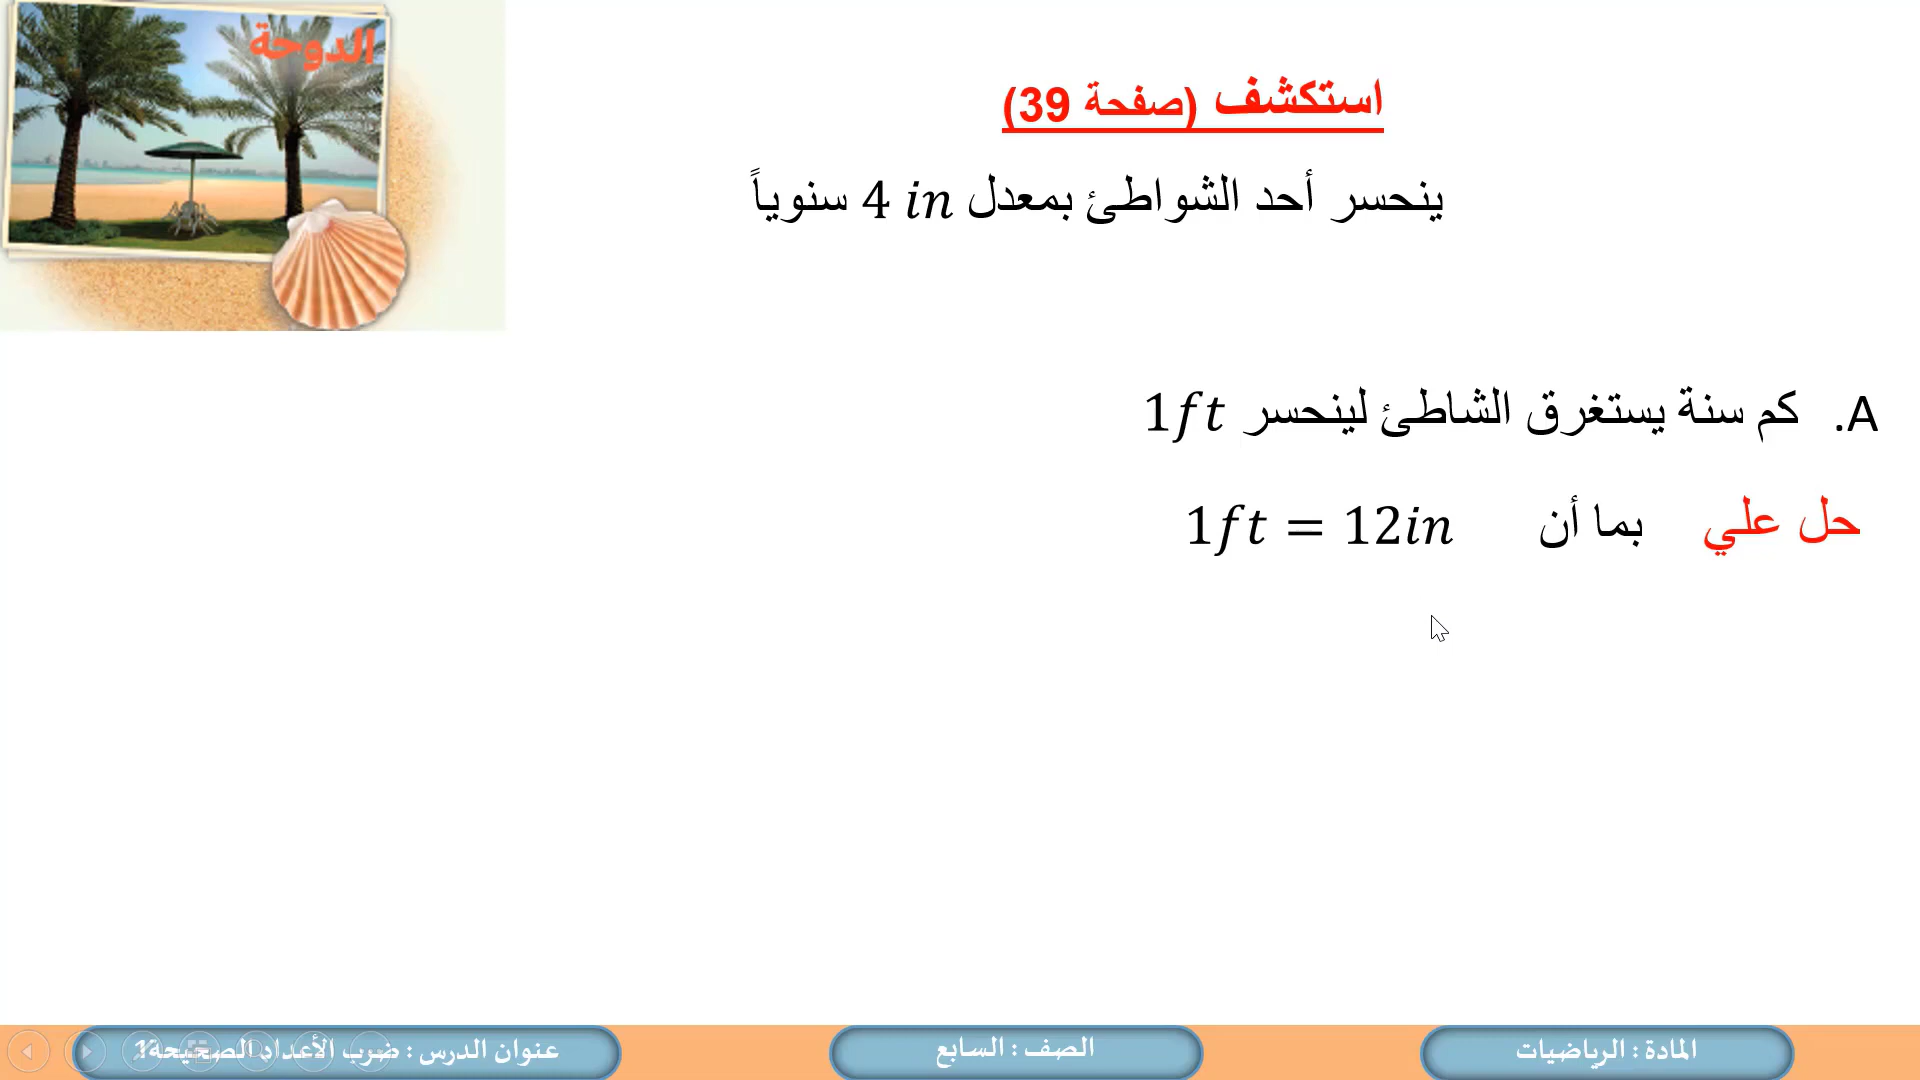 الدوحة
استكشف (صفحة 39)
ينحسر أحد الشواطئ بمعدل 4 in سنوياً
A. كم سنة يستغرق الشاطئ لينحسر 1ft
حل علي بما أن 1ft = 12in
المادة : الرياضيات
الصف : السابع
عنوان الدرس : ضرب الأعداد الصحيحة